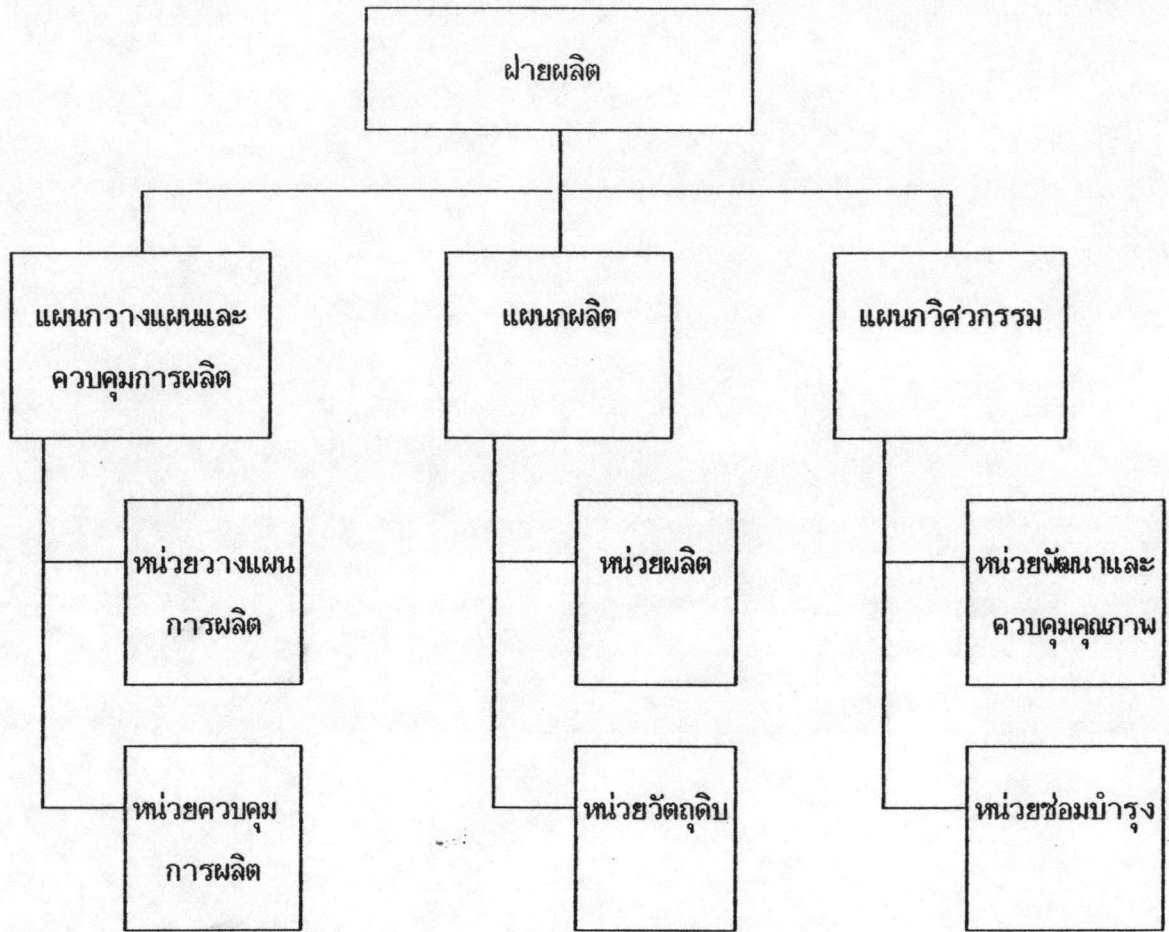 ฝ่ายผลิต
แผนกวางแผนและ
ควบคุมการผลิต
แผนกผลิต
แผนกวิศวกรรม
หน่วยวางแผน
การผลิต
หน่วยผลิต
หน่วยพัฒนาและ
ควบคุมคุณภาพ
หน่วยควบคุม
การผลิต
หน่วยวัตถุดิบ
หน่วยซ่อมบำรุง